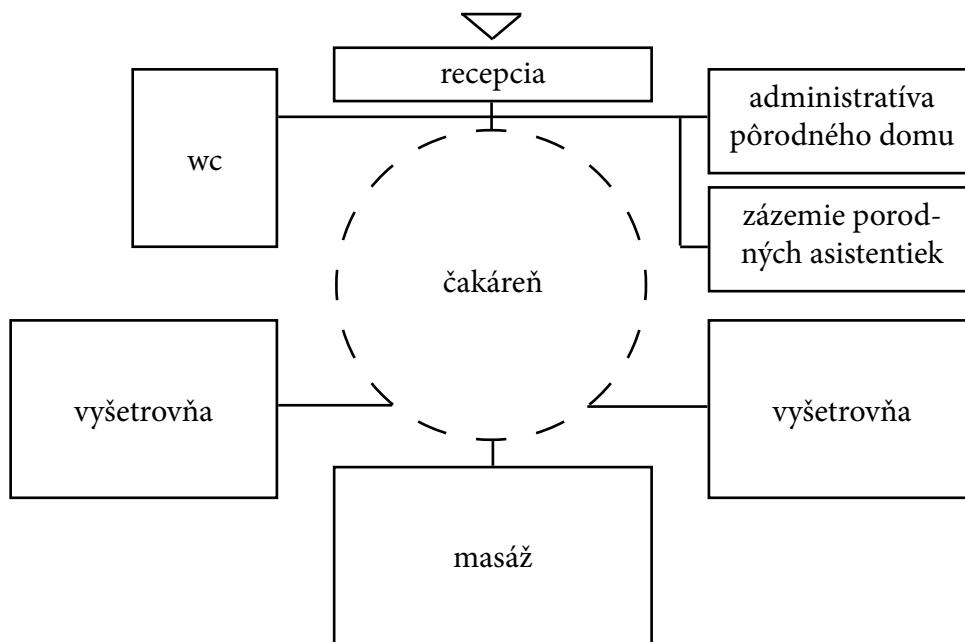 recepcia
administratíva
pôrodného domu
wc
zázemie porod-
ných asistentiek
čakáreň
vyšetrovňa
vyšetrovňa
masáž